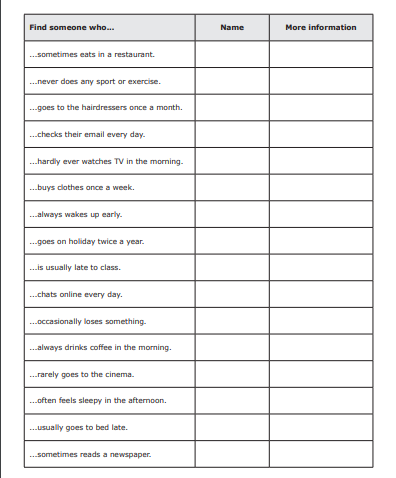 Find someone who... Name More information
...sometimes eats in a restaurant.
...never does any sport or exercise.
...goes to the hairdressers once a month.
...checks their email every day.
...hardly ever watches TV in the morning.
...buys clothes once a week.
...always wakes up early.
...goes on holiday twice a year.
...is usually late to class.
...chats online every day.
...occasionally loses something.
...always drinks coffee in the morning.
...rarely goes to the cinema.
...often feels sleepy in the afternoon.
...usually goes to bed late.
...sometimes reads a newspaper.